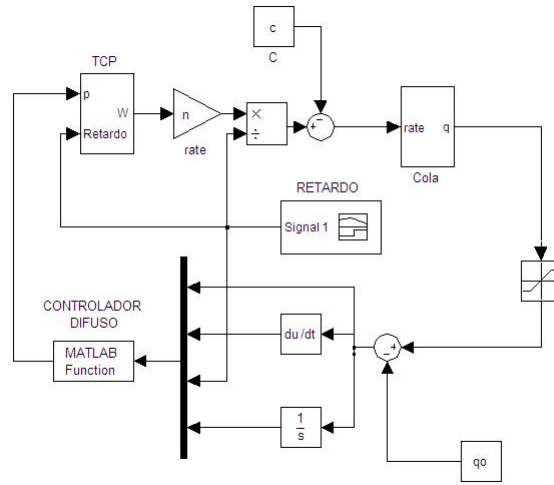 c
C
TCP
p
W
Retardo
n
rate
×
÷
+
−
rate
q
Cola
RETARDO
Signal 1
CONTROLADOR
DIFUSO
MATLAB
Function
du/dt
1
s
−
+
qo